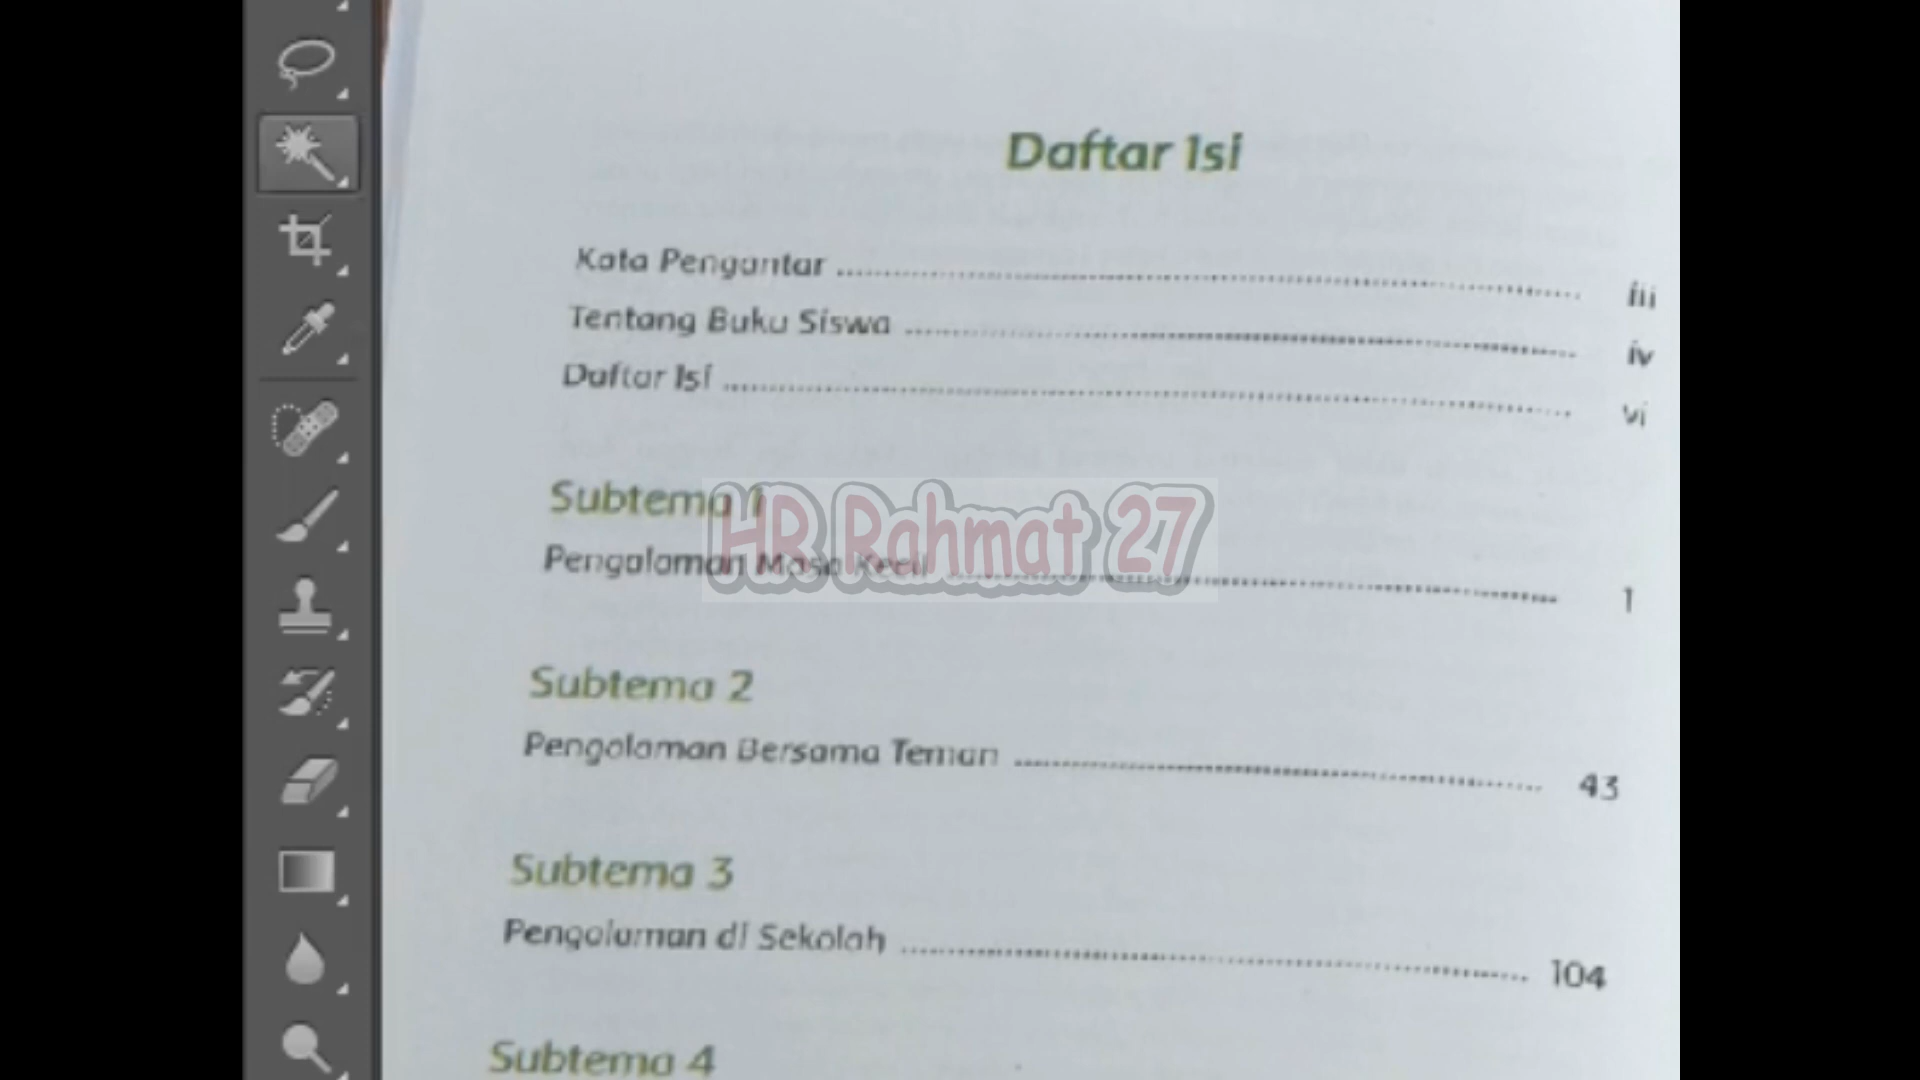 Daftar Isi
Kata Pengantar ........ iii
Tentang Buku Siswa ........ iv
Daftar Isi ........ vi
Subtema 1
Pengalaman Masa Kecil ........ 1
HR Rahmat 27
Subtema 2
Pengalaman Bersama Teman ........ 43
Subtema 3
Pengalaman di Sekolah ........ 104
Subtema 4